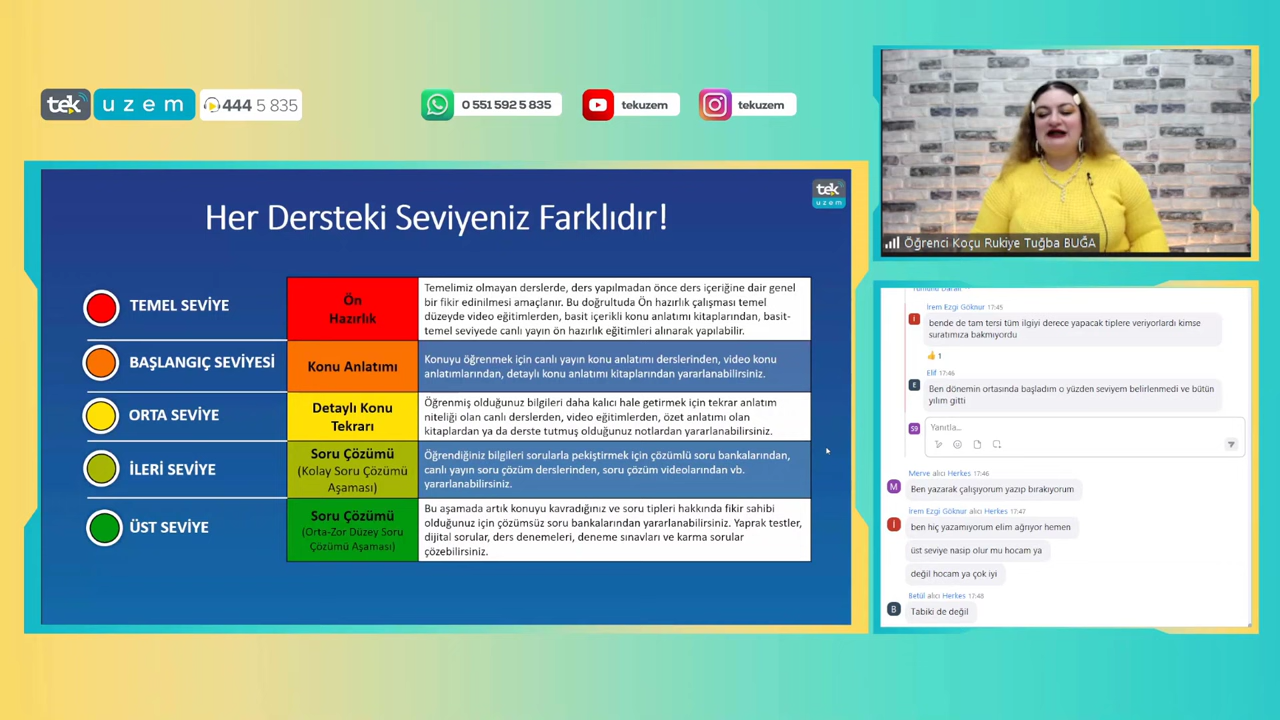 tek
uzem
444 5 835
0 551 592 5 835
tekuzem
tekuzem
tek
uzem
Her Dersteki Seviyeniz Farklıdır!
TEMEL SEVİYE
Ön
Hazırlık
Temelimiz olmayan derslerde, ders yapılmadan önce ders içeriğine dair genel
bir fikir edinilmesi amaçlanır. Bu doğrultuda Ön hazırlık çalışması temel
düzeyde video eğitimlerden, basit içerikli konu anlatımı kitaplarından, basit-
temel seviyede canlı yayın ön hazırlık eğitimleri alınarak yapılabilir.
BAŞLANGIÇ SEVİYESİ
Konu Anlatımı
Konuyu öğrenmek için canlı yayın konu anlatımı derslerinden, video konu
anlatımlarından, detaylı konu anlatımı kitaplarından yararlanabilirsiniz.
ORTA SEVİYE
Detaylı Konu
Tekrarı
Öğrenmiş olduğunuz bilgileri daha kalıcı hale getirmek için tekrar anlatım
niteliği olan canlı derslerden, video eğitimlerden, özet anlatımı olan
kitaplardan ya da derste tutmuş olduğunuz notlardan yararlanabilirsiniz.
İLERİ SEVİYE
Soru Çözümü
(Kolay Soru Çözümü
Aşaması)
Öğrendiğiniz bilgileri sorularla pekiştirmek için çözümlü soru bankalarından,
canlı yayın soru çözüm derslerinden, soru çözüm videolarından vb.
yararlanabilirsiniz.
ÜST SEVİYE
Soru Çözümü
(Orta-Zor Düzey Soru
Çözümü Aşaması)
Bu aşamada artık konuyu kavradığınız ve soru tipleri hakkında fikir sahibi
olduğunuz için çözümsüz soru bankalarından yararlanabilirsiniz. Yaprak testler,
dijital sorular, ders denemeleri, deneme sınavları ve karma sorular
çözebilirsiniz.
Öğrenci Koçu Rukiye Tuğba BUĞA
İrem Ezgi Göknur 17:45
İ
bende de tam tersi tüm ilgiyi derece yapacak tiplere veriyorlardı kimse
suratımıza bakmıyordu
1
Elif 17:46
E
Ben dönemin ortasında başladım o yüzden seviyem belirlenmedi ve bütün
yılım gitti
S9
Yanıtla...
Merve alıcı Herkes 17:46
M
Ben yazarak çalışıyorum yazıp bırakıyorum
İrem Ezgi Göknur alıcı Herkes 17:47
İ
ben hiç yazamıyorum elim ağrıyor hemen
üst seviye nasip olur mu hocam ya
değil hocam ya çok iyi
Betül alıcı Herkes 17:48
B
Tabiki de değil